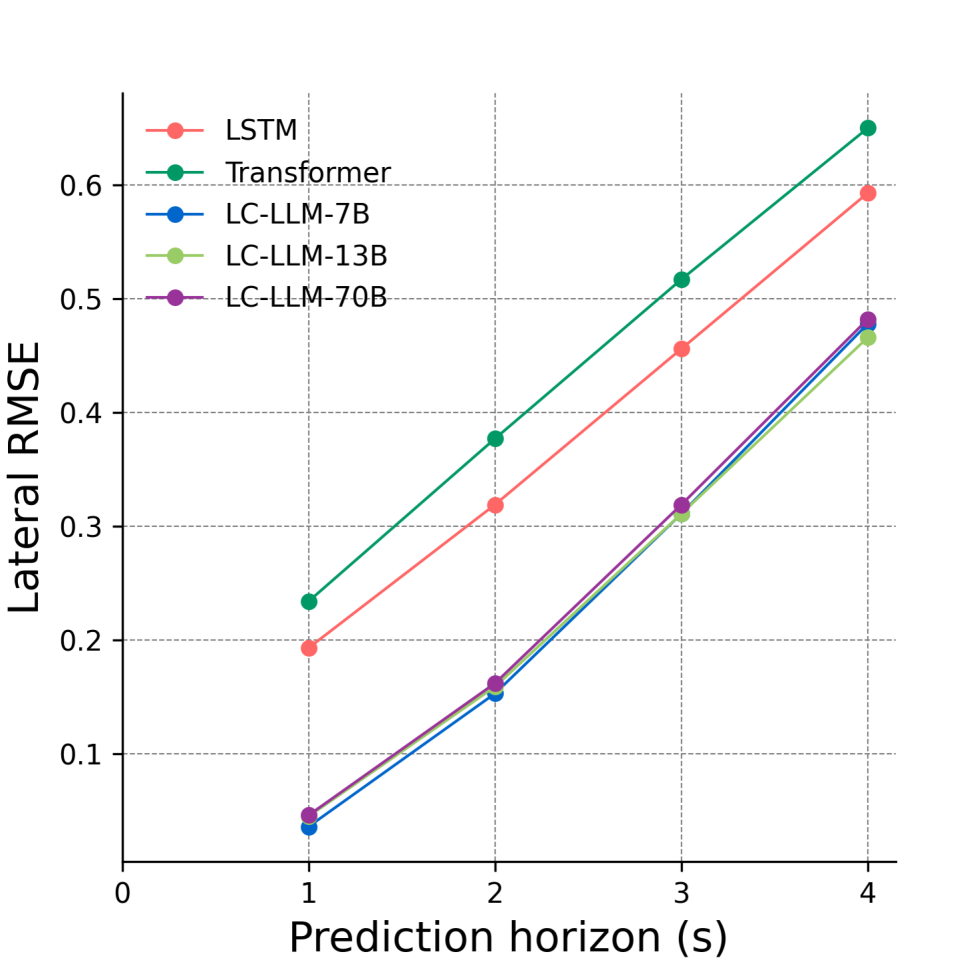 LSTM
Transformer
LC-LLM-7B
LC-LLM-13B
LC-LLM-70B
Lateral RMSE
0.6
0.5
0.4
0.3
0.2
0.1
0 1 2 3 4
Prediction horizon (s)